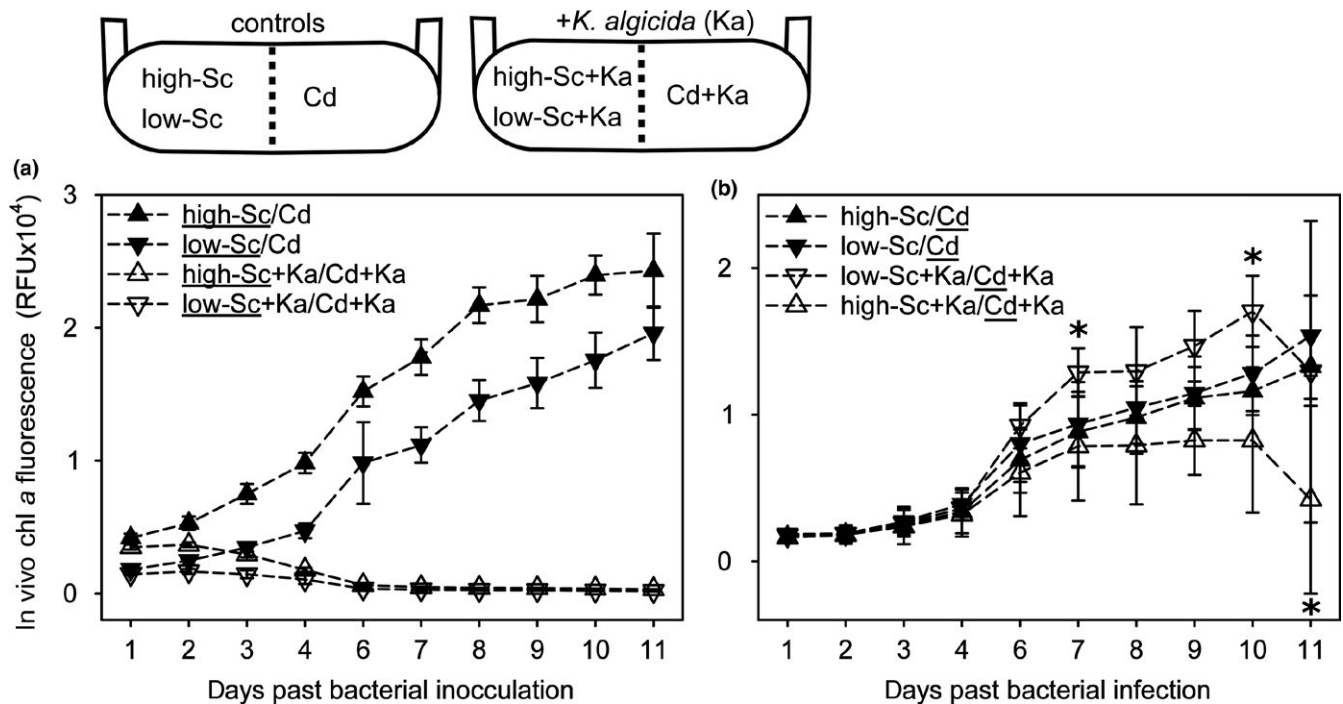 controls
high-Sc
low-Sc
Cd
+K. algicida (Ka)
high-Sc+Ka
low-Sc+Ka
Cd+Ka
(a)
In vivo chl a fluorescence (RFUx10⁴)
3
2
1
0
high-Sc/Cd
low-Sc/Cd
high-Sc+Ka/Cd+Ka
low-Sc+Ka/Cd+Ka
1 2 3 4 6 7 8 9 10 11
Days past bacterial inocculation
(b)
2
1
0
high-Sc/Cd
low-Sc/Cd
low-Sc+Ka/Cd+Ka
high-Sc+Ka/Cd+Ka
*
*
*
1 2 3 4 6 7 8 9 10 11
Days past bacterial infection